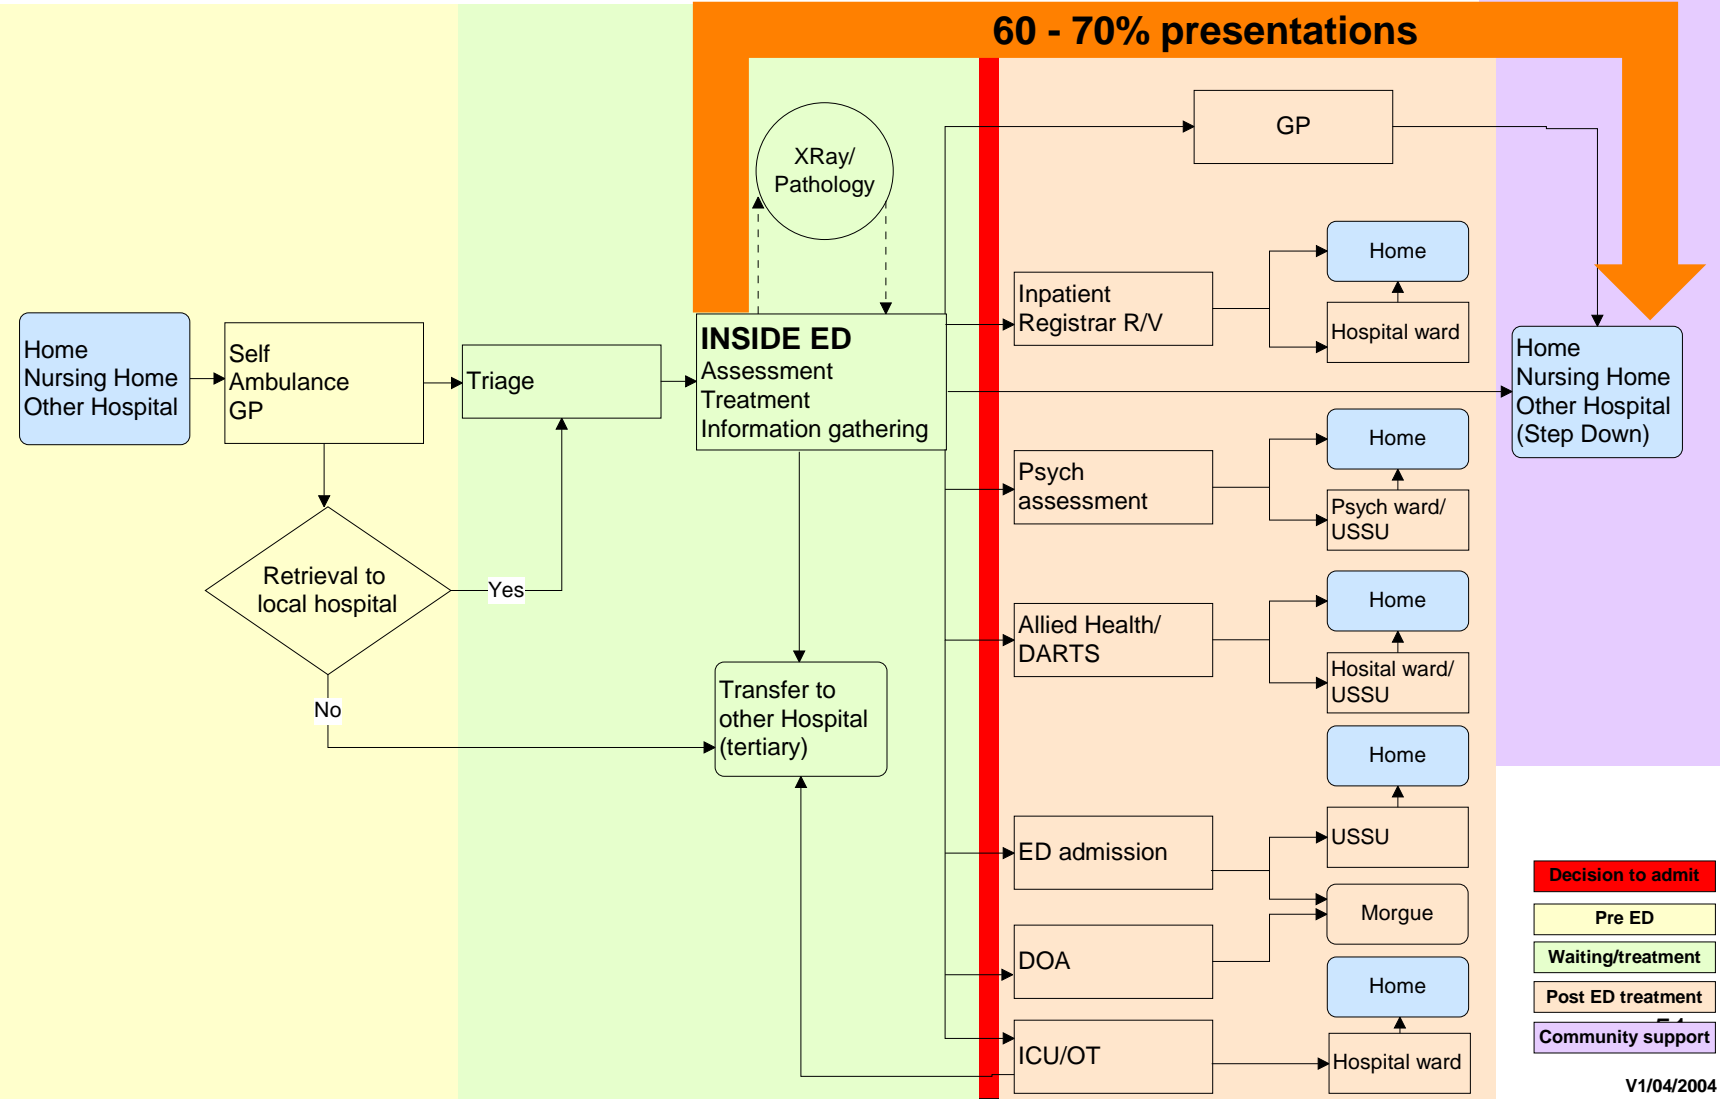 60 - 70% presentations
XRay/
Pathology
GP
Home
Nursing Home
Other Hospital
Self
Ambulance
GP
Triage
INSIDE ED
Assessment
Treatment
Information gathering
Inpatient
Registrar R/V
Home
Hospital ward
Home
Nursing Home
Other Hospital
(Step Down)
Psych
assessment
Home
Psych ward/
USSU
Retrieval to
local hospital
Yes
No
Allied Health/
DARTS
Home
Hosital ward/
USSU
Transfer to
other Hospital
(tertiary)
Home
ED admission
USSU
Morgue
DOA
Home
ICU/OT
Hospital ward
Decision to admit
Pre ED
Waiting/treatment
Post ED treatment
Community support
V1/04/2004